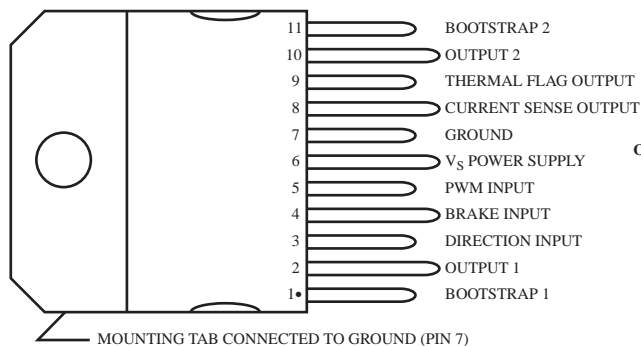 11 BOOTSTRAP 2
10 OUTPUT 2
9 THERMAL FLAG OUTPUT
8 CURRENT SENSE OUTPUT
7 GROUND
6 VS POWER SUPPLY
5 PWM INPUT
4 BRAKE INPUT
3 DIRECTION INPUT
2 OUTPUT 1
1• BOOTSTRAP 1
MOUNTING TAB CONNECTED TO GROUND (PIN 7)